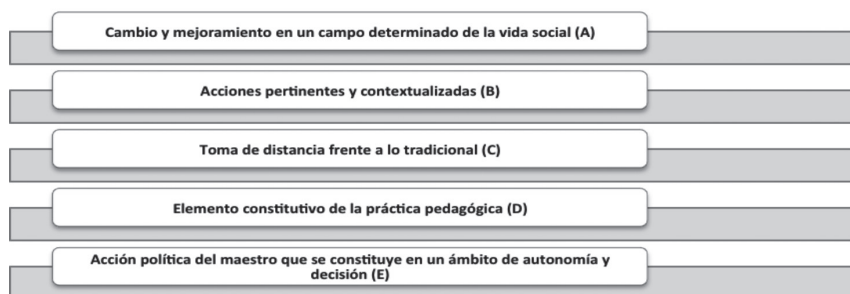 Cambio y mejoramiento en un campo determinado de la vida social (A)
Acciones pertinentes y contextualizadas (B)
Toma de distancia frente a lo tradicional (C)
Elemento constitutivo de la práctica pedagógica (D)
Acción política del maestro que se constituye en un ámbito de autonomía y
decisión (E)